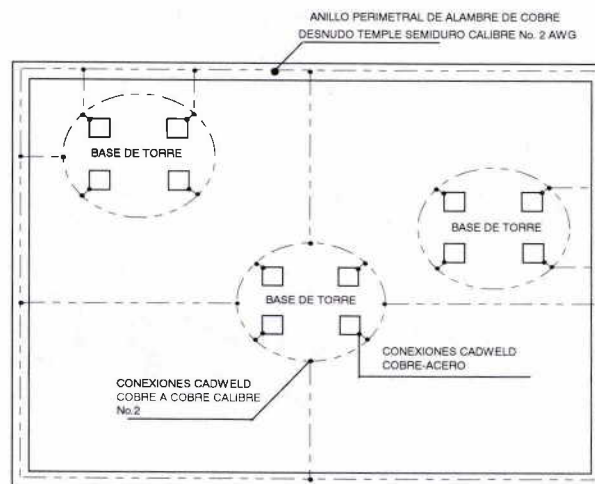 ANILLO PERIMETRAL DE ALAMBRE DE COBRE
DESNUDO TEMPLE SEMIDURO CALIBRE No. 2 AWG
BASE DE TORRE
BASE DE TORRE
BASE DE TORRE
CONEXIONES CADWELD
COBRE-ACERO
CONEXIONES CADWELD
COBRE A COBRE CALIBRE
No.2